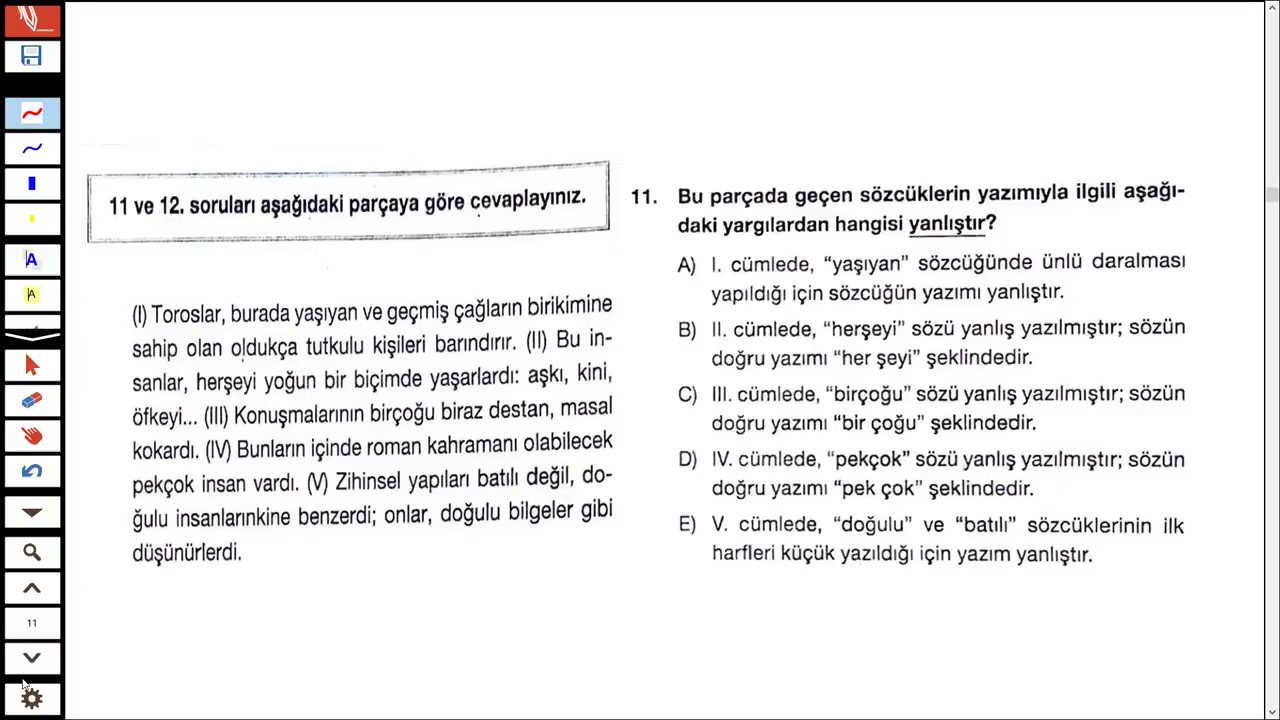 11 ve 12. soruları aşağıdaki parçaya göre cevaplayınız.
(I) Toroslar, burada yaşıyan ve geçmiş çağların birikimine
sahip olan oldukça tutkulu kişileri barındırır. (II) Bu in-
sanlar, herşeyi yoğun bir biçimde yaşarlardı: aşkı, kini,
öfkeyi... (III) Konuşmalarının birçoğu biraz destan, masal
kokardı. (IV) Bunların içinde roman kahramanı olabilecek
pekçok insan vardı. (V) Zihinsel yapıları batılı değil, do-
ğulu insanlarınkine benzerdi; onlar, doğulu bilgeler gibi
düşünürlerdi.
11. Bu parçada geçen sözcüklerin yazımıyla ilgili aşağı-
daki yargılardan hangisi yanlıştır?
A) I. cümlede, “yaşıyan” sözcüğünde ünlü daralması
yapıldığı için sözcüğün yazımı yanlıştır.
B) II. cümlede, “herşeyi” sözü yanlış yazılmıştır; sözün
doğru yazımı “her şeyi” şeklindedir.
C) III. cümlede, “birçoğu” sözü yanlış yazılmıştır; sözün
doğru yazımı “bir çoğu” şeklindedir.
D) IV. cümlede, “pekçok” sözü yanlış yazılmıştır; sözün
doğru yazımı “pek çok” şeklindedir.
E) V. cümlede, “doğulu” ve “batılı” sözcüklerinin ilk
harfleri küçük yazıldığı için yazım yanlıştır.
A
A
11